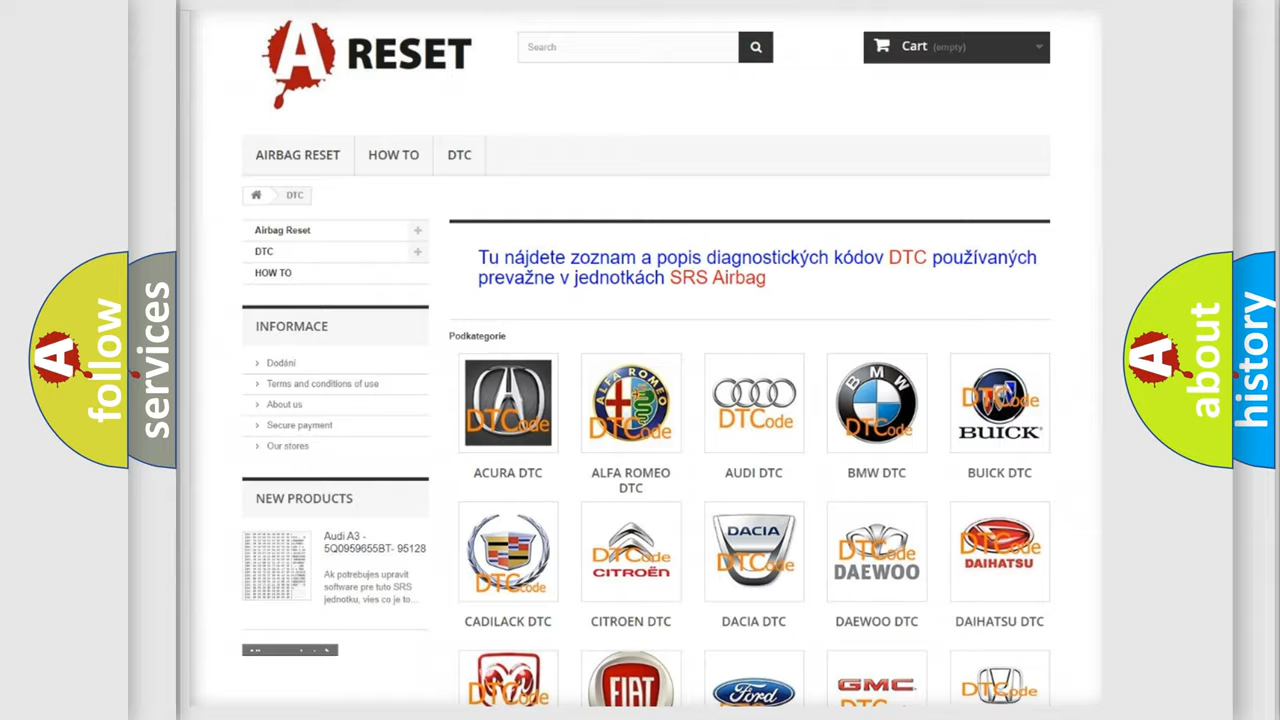 A RESET
Search
Cart (empty)
AIRBAG RESET
HOW TO
DTC
DTC
Airbag Reset
DTC
HOW TO
INFORMACE
Dodání
Terms and conditions of use
About us
Secure payment
Our stores
NEW PRODUCTS
Audi A3 -
5Q0959655BT- 95128
Ak potrebujes upravit
software pre tuto SRS
jednotku, vies co je to...
Tu nájdete zoznam a popis diagnostických kódov DTC používaných
prevažne v jednotkách SRS Airbag
Podkategorie
DTCode
ALFA ROMEO
DTCode
DTCode
BMW
DTCode
DTCode
BUICK
ACURA DTC
ALFA ROMEO
DTC
AUDI DTC
BMW DTC
BUICK DTC
DTCode
DTCode
CITROËN
DACIA
DTCode
DTCode
DAEWOO
DTCode
DAIHATSU
CADILACK DTC
CITROEN DTC
DACIA DTC
DAEWOO DTC
DAIHATSU DTC
DTCode
FIAT
Ford
GMC
DTCode
A follow
services
A about
history